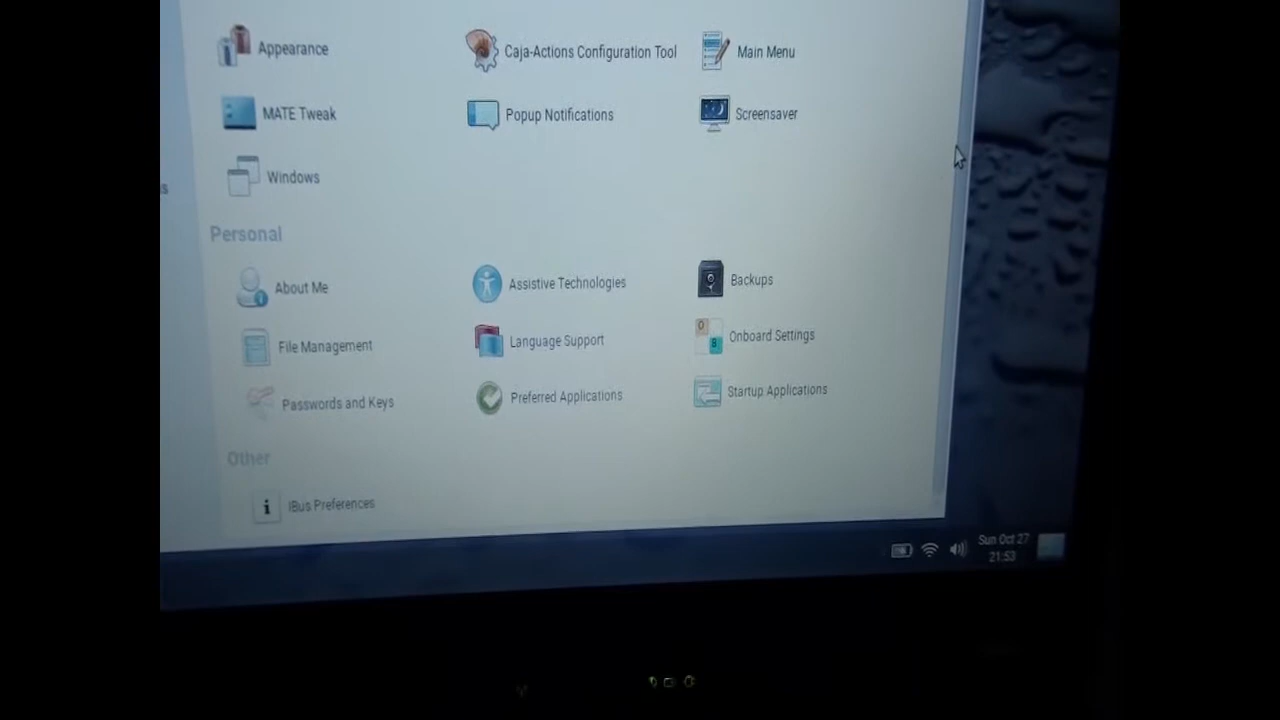 Appearance
Caja-Actions Configuration Tool
Main Menu
MATE Tweak
Popup Notifications
Screensaver
Windows
Personal
About Me
Assistive Technologies
Backups
File Management
Language Support
Onboard Settings
Passwords and Keys
Preferred Applications
Startup Applications
Other
IBus Preferences
Sun Oct 27
21:53